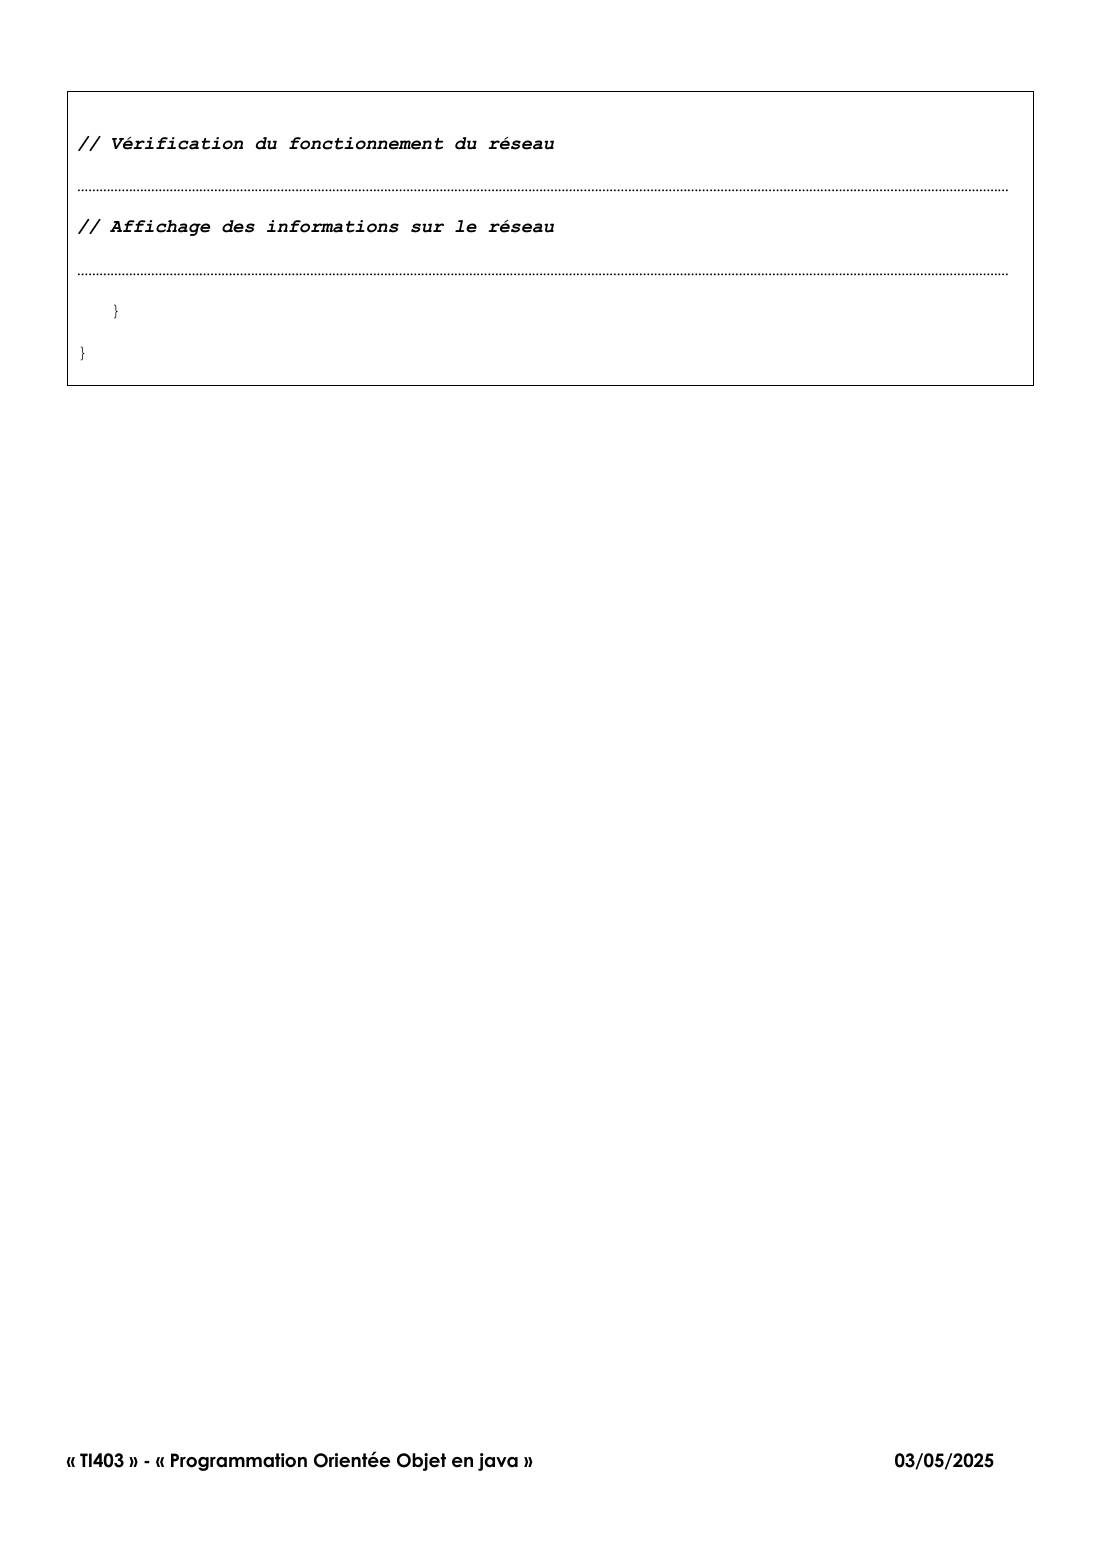 // Vérification du fonctionnement du réseau
// Affichage des informations sur le réseau
}
}
« TI403 » - « Programmation Orientée Objet en java » 03/05/2025